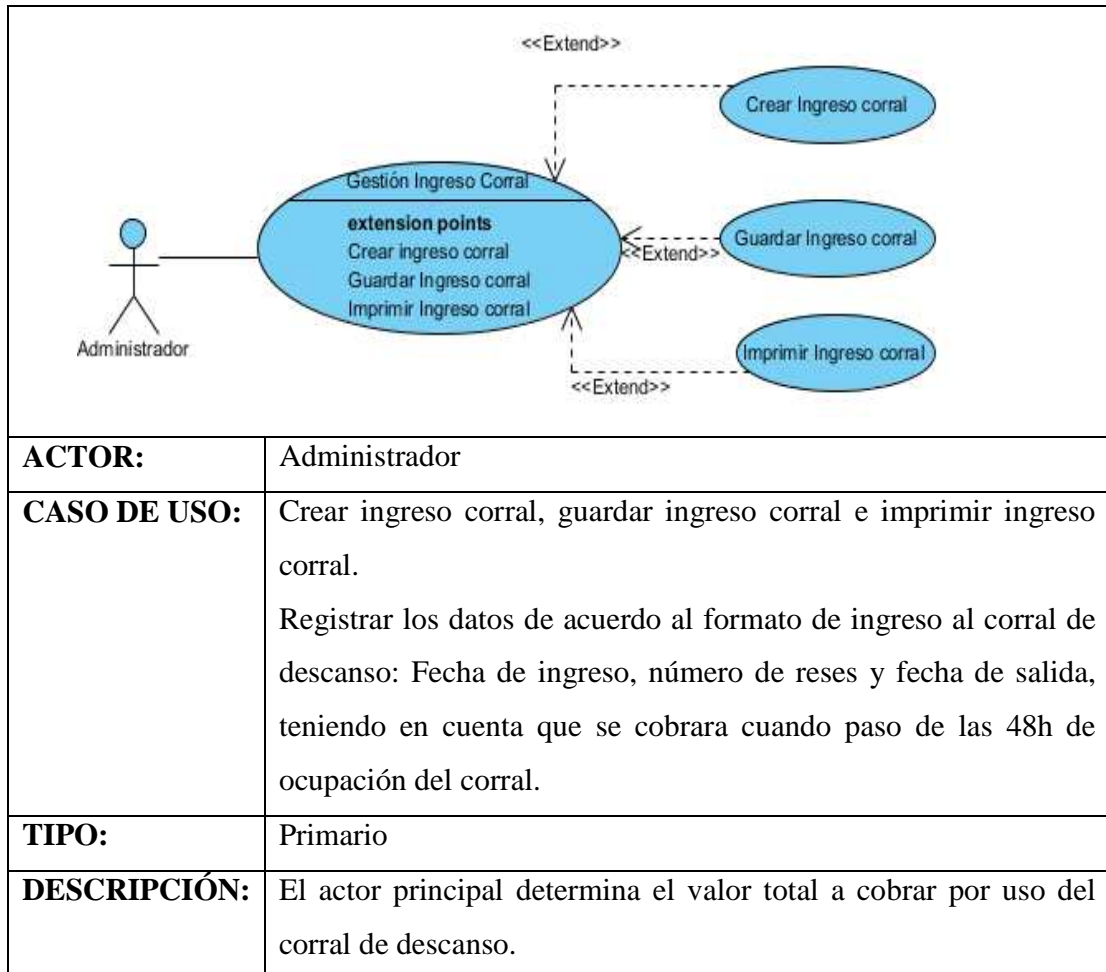 <<Extend>>
Crear Ingreso corral
Gestión Ingreso Corral
extension points
Crear ingreso corral
Guardar Ingreso corral
Imprimir Ingreso corral
Guardar Ingreso corral
<<Extend>>
Imprimir Ingreso corral
<<Extend>>
Administrador
ACTOR: Administrador
CASO DE USO: Crear ingreso corral, guardar ingreso corral e imprimir ingreso
corral.
Registrar los datos de acuerdo al formato de ingreso al corral de
descanso: Fecha de ingreso, número de reses y fecha de salida,
teniendo en cuenta que se cobrara cuando paso de las 48h de
ocupación del corral.
TIPO: Primario
DESCRIPCIÓN: El actor principal determina el valor total a cobrar por uso del
corral de descanso.